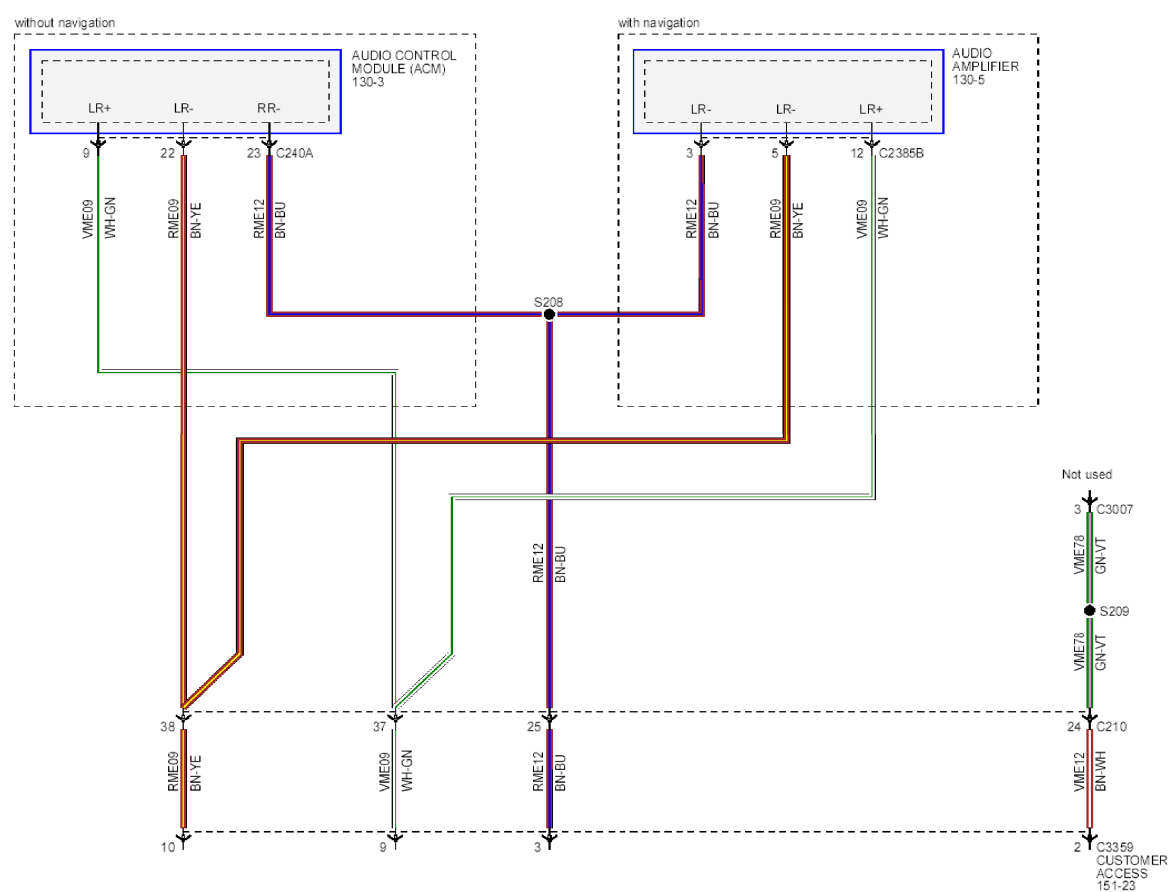 without navigation
with navigation
AUDIO CONTROL
MODULE (ACM)
130-3
AUDIO
AMPLIFIER
130-5
LR+ LR- RR-
LR- LR- LR+
9 22 23 C240A
3 5 12 C2385B
VME09 WH-GN
RME09 BN-YE
RME12 BN-BU
RME12 BN-BU
RME09 BN-YE
VME09 WH-GN
S208
Not used
3 C3007
RME12 BN-BU
VME78 GN-VT
S209
VME78 GN-VT
38 37 25 24 C210
RME09 BN-YE
VME09 WH-GN
RME12 BN-BU
VME12 BN-WH
10 9 3 2 C3359
CUSTOMER
ACCESS
151-23